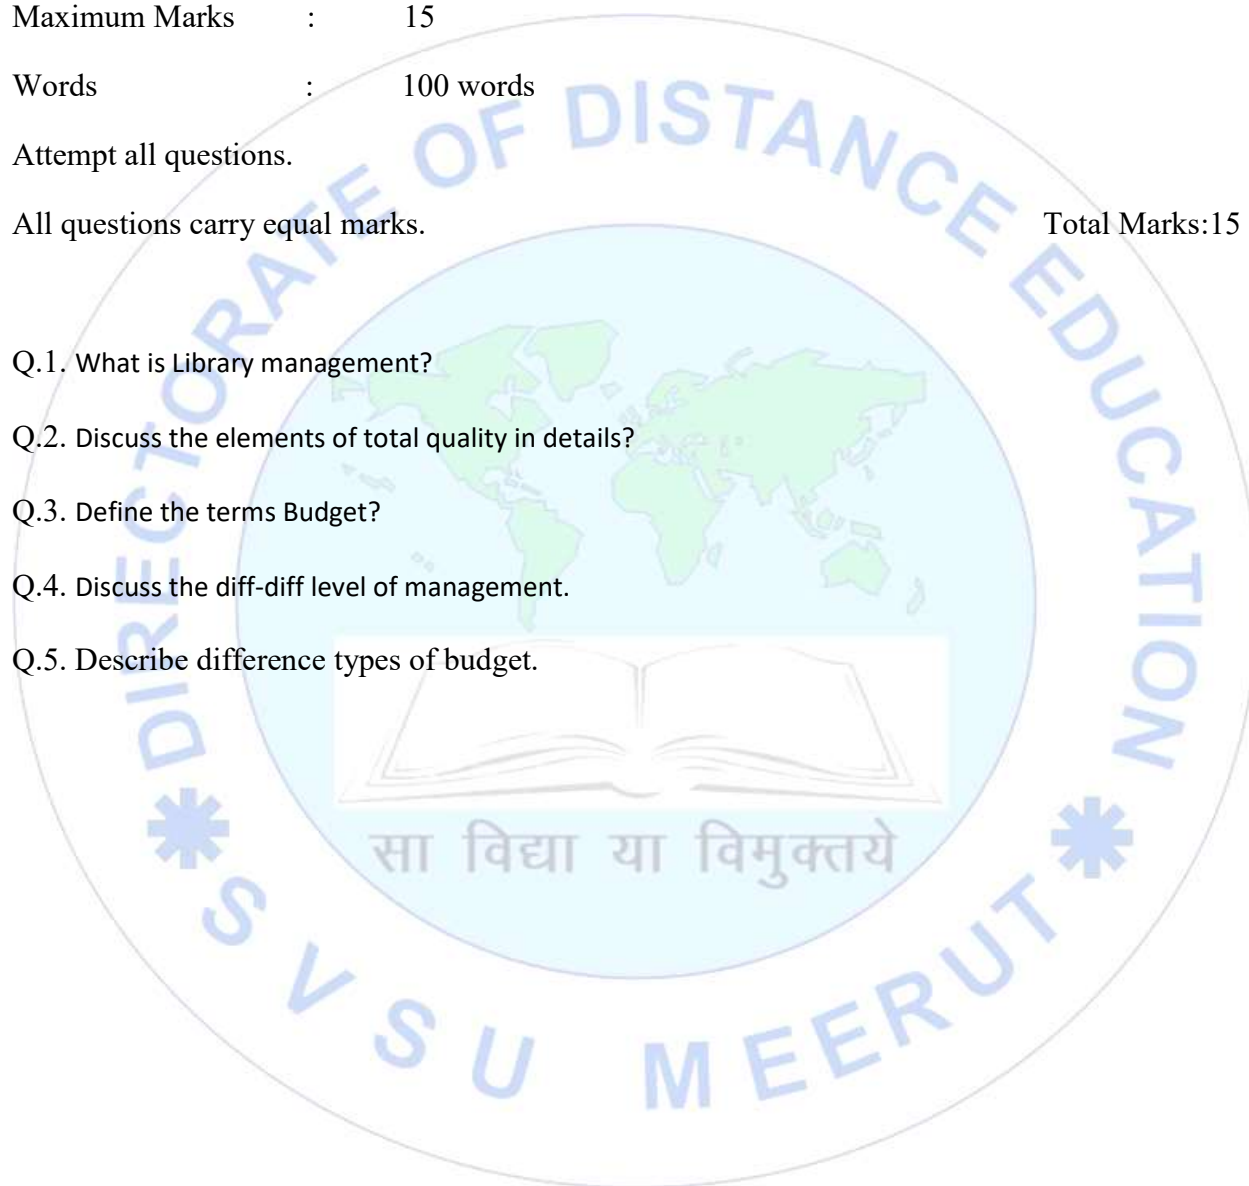 Maximum Marks : 15
Words : 100 words
Attempt all questions.
All questions carry equal marks. Total Marks:15
Q.1. What is Library management?
Q.2. Discuss the elements of total quality in details?
Q.3. Define the terms Budget?
Q.4. Discuss the diff-diff level of management.
Q.5. Describe difference types of budget.
DIRECTORATE OF DISTANCE EDUCATION
सा विद्या या विमुक्तये
SVSU MEERUT